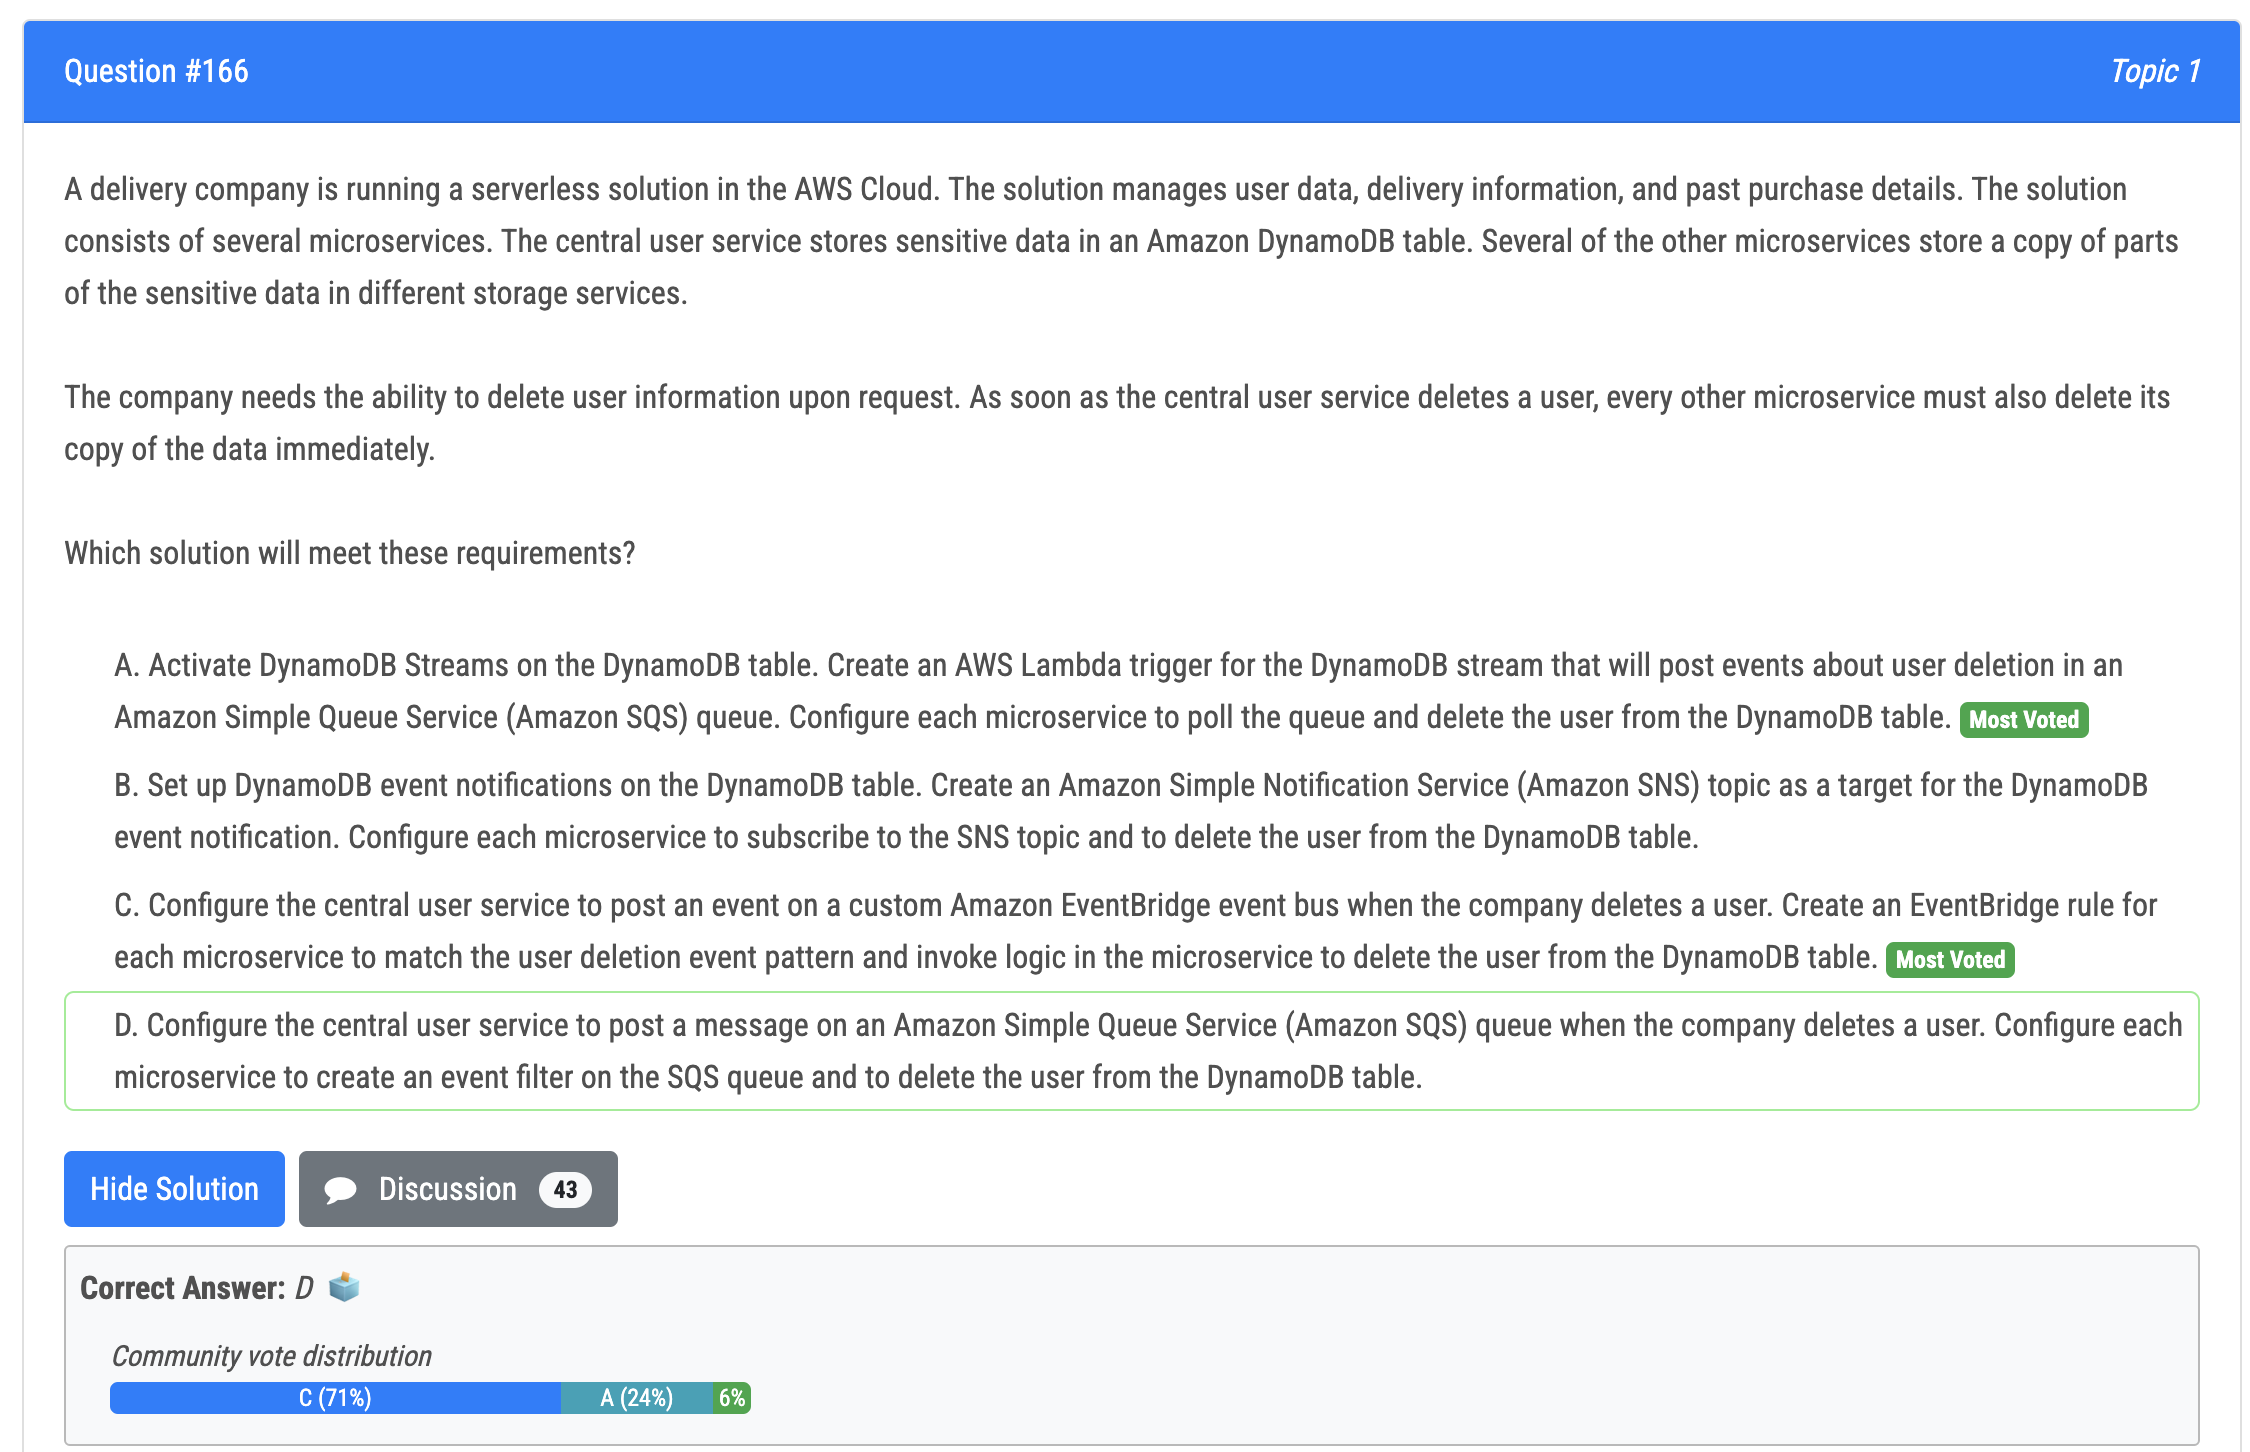 Question #166
Topic 1
A delivery company is running a serverless solution in the AWS Cloud. The solution manages user data, delivery information, and past purchase details. The solution
consists of several microservices. The central user service stores sensitive data in an Amazon DynamoDB table. Several of the other microservices store a copy of parts
of the sensitive data in different storage services.
The company needs the ability to delete user information upon request. As soon as the central user service deletes a user, every other microservice must also delete its
copy of the data immediately.
Which solution will meet these requirements?
A. Activate DynamoDB Streams on the DynamoDB table. Create an AWS Lambda trigger for the DynamoDB stream that will post events about user deletion in an
Amazon Simple Queue Service (Amazon SQS) queue. Configure each microservice to poll the queue and delete the user from the DynamoDB table. Most Voted
B. Set up DynamoDB event notifications on the DynamoDB table. Create an Amazon Simple Notification Service (Amazon SNS) topic as a target for the DynamoDB
event notification. Configure each microservice to subscribe to the SNS topic and to delete the user from the DynamoDB table.
C. Configure the central user service to post an event on a custom Amazon EventBridge event bus when the company deletes a user. Create an EventBridge rule for
each microservice to match the user deletion event pattern and invoke logic in the microservice to delete the user from the DynamoDB table. Most Voted
D. Configure the central user service to post a message on an Amazon Simple Queue Service (Amazon SQS) queue when the company deletes a user. Configure each
microservice to create an event filter on the SQS queue and to delete the user from the DynamoDB table.
Hide Solution
Discussion 43
Correct Answer: D
Community vote distribution
C (71%) A (24%) 6%